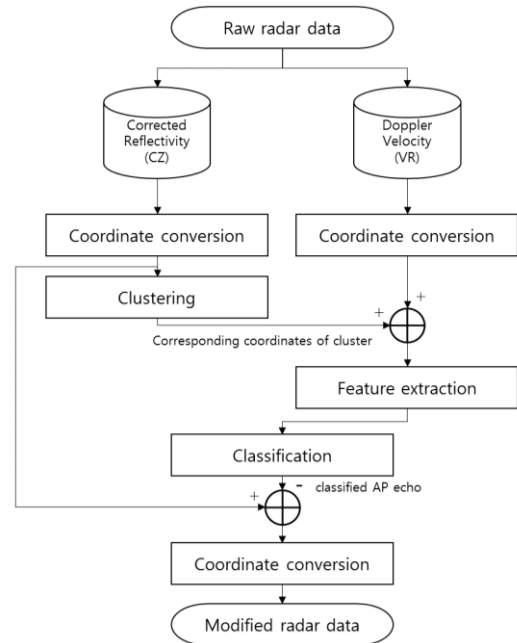 Raw radar data
Corrected
Reflectivity
(CZ)
Doppler
Velocity
(VR)
Coordinate conversion
Coordinate conversion
Clustering
+
+
Corresponding coordinates of cluster
Feature extraction
Classification
- classified AP echo
+
Coordinate conversion
Modified radar data